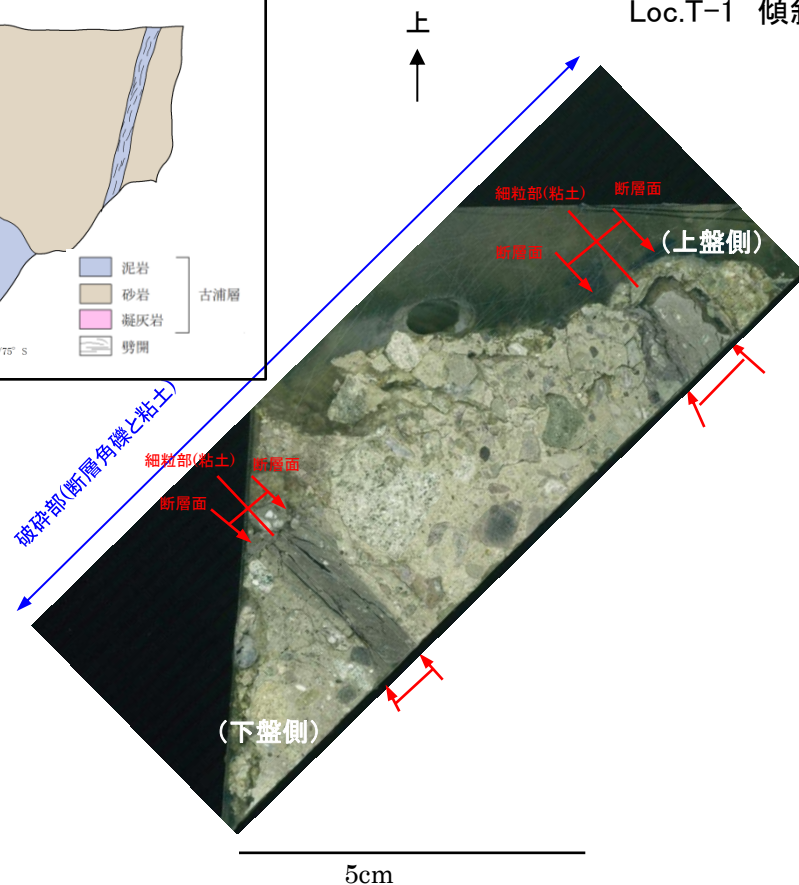 Loc.T-1 傾斜
上
細粒部(粘土)
断層面
断層面
(上盤側)
泥岩
砂岩
凝灰岩
劈開
古浦層
75° S
破砕部(断層角礫と粘土)
細粒部(粘土)
断層面
断層面
(下盤側)
5cm